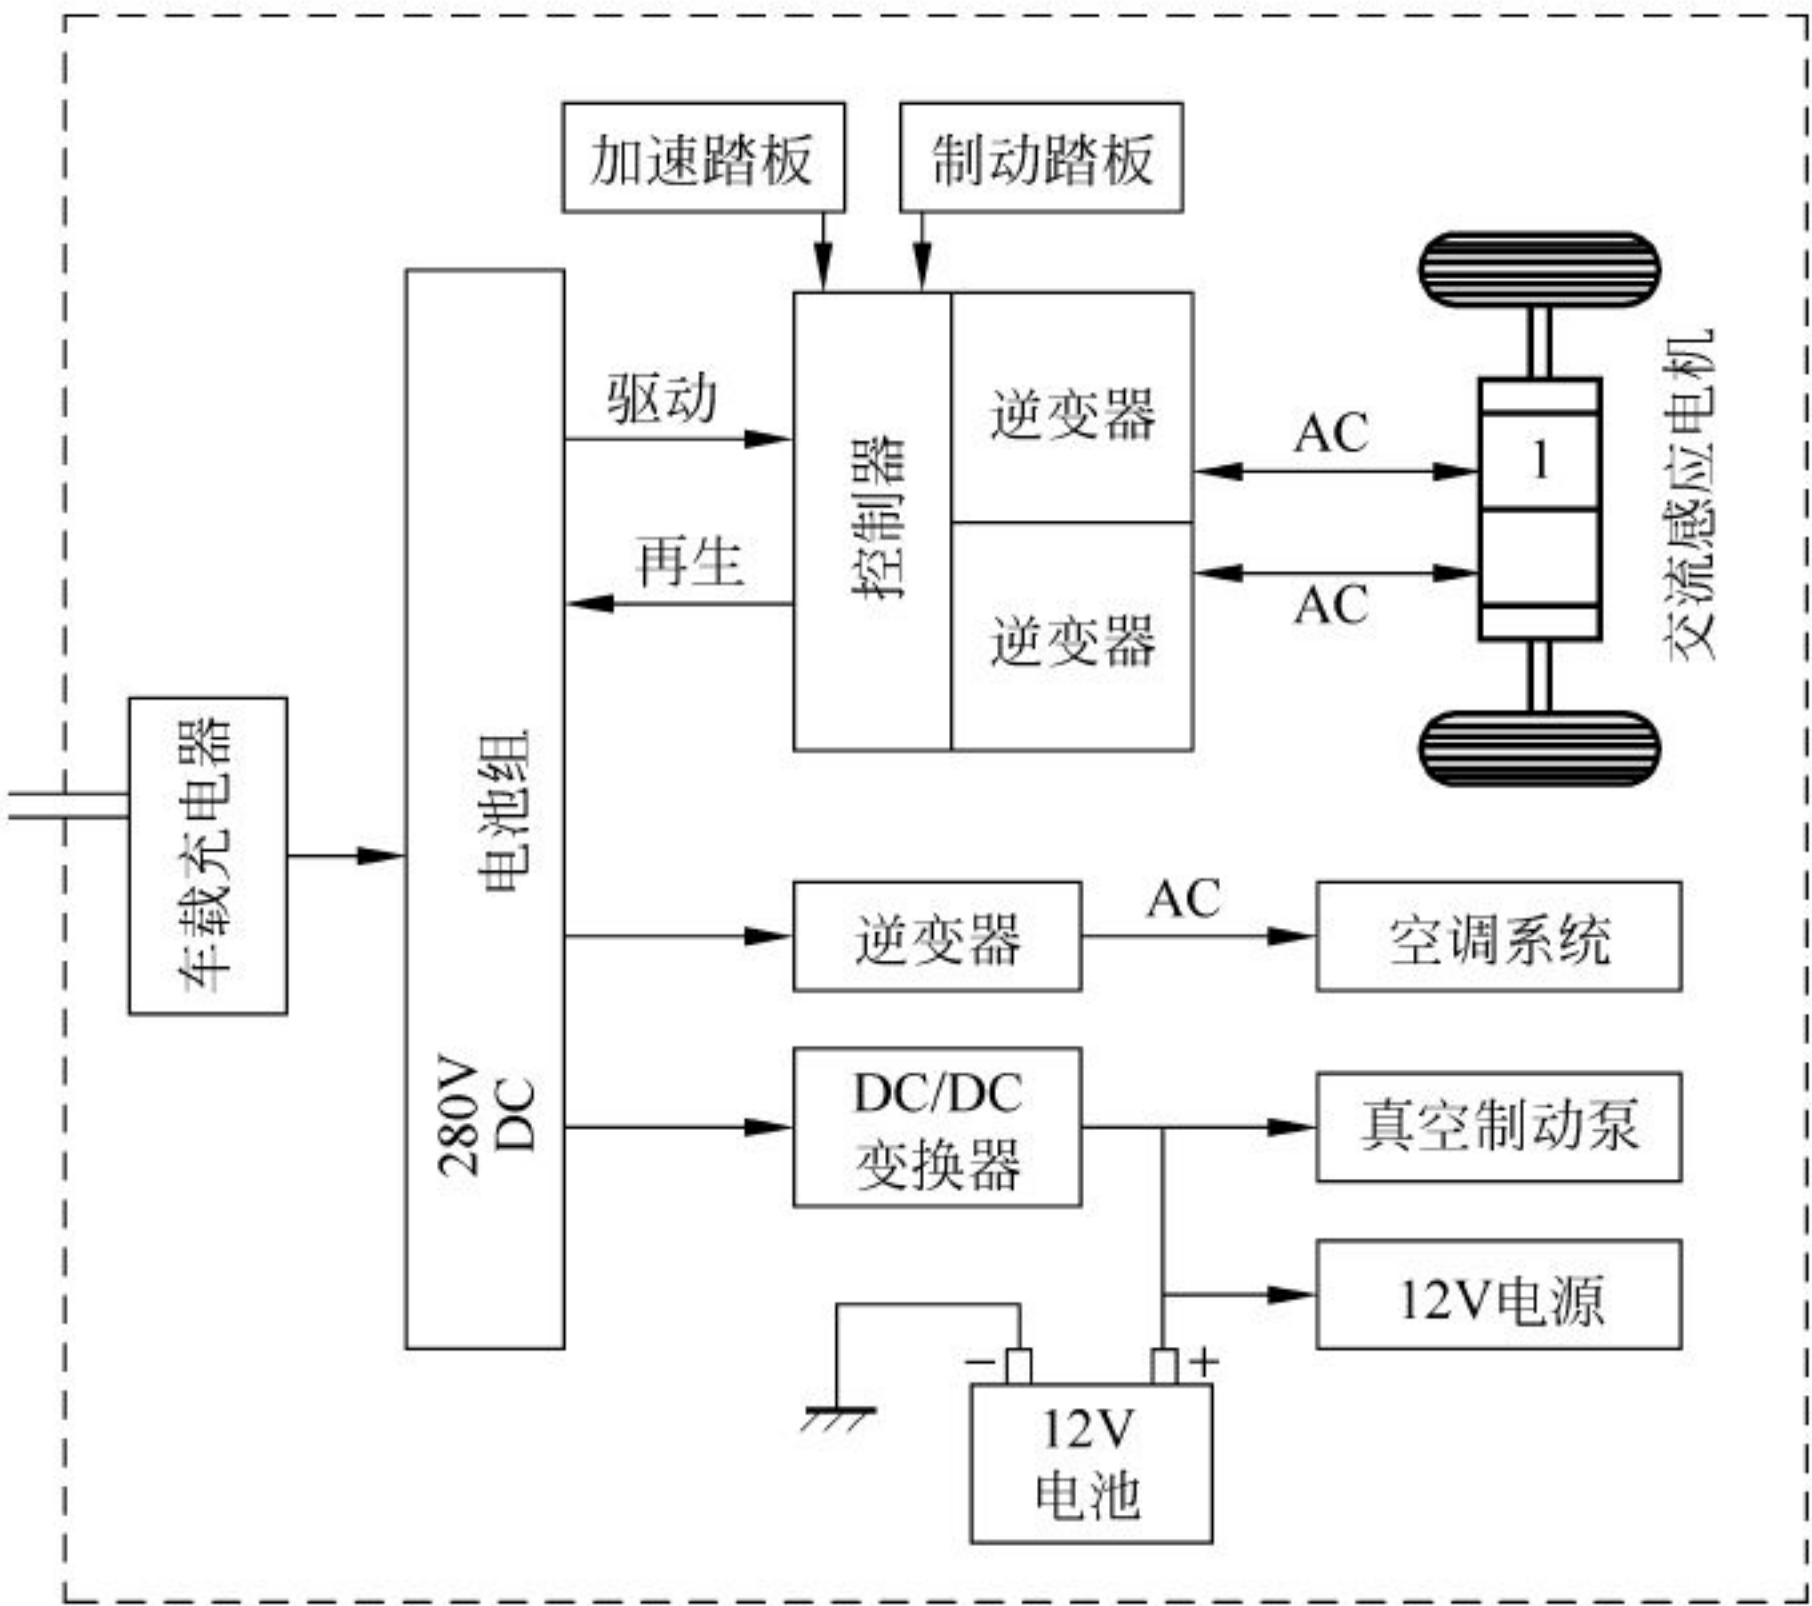 加速踏板
制动踏板
驱动
再生
控制器
逆变器
逆变器
AC
AC
1
交流感应电机
车载充电器
电池组
280V
DC
逆变器
AC
空调系统
DC/DC
变换器
真空制动泵
12V电源
−
+
12V
电池